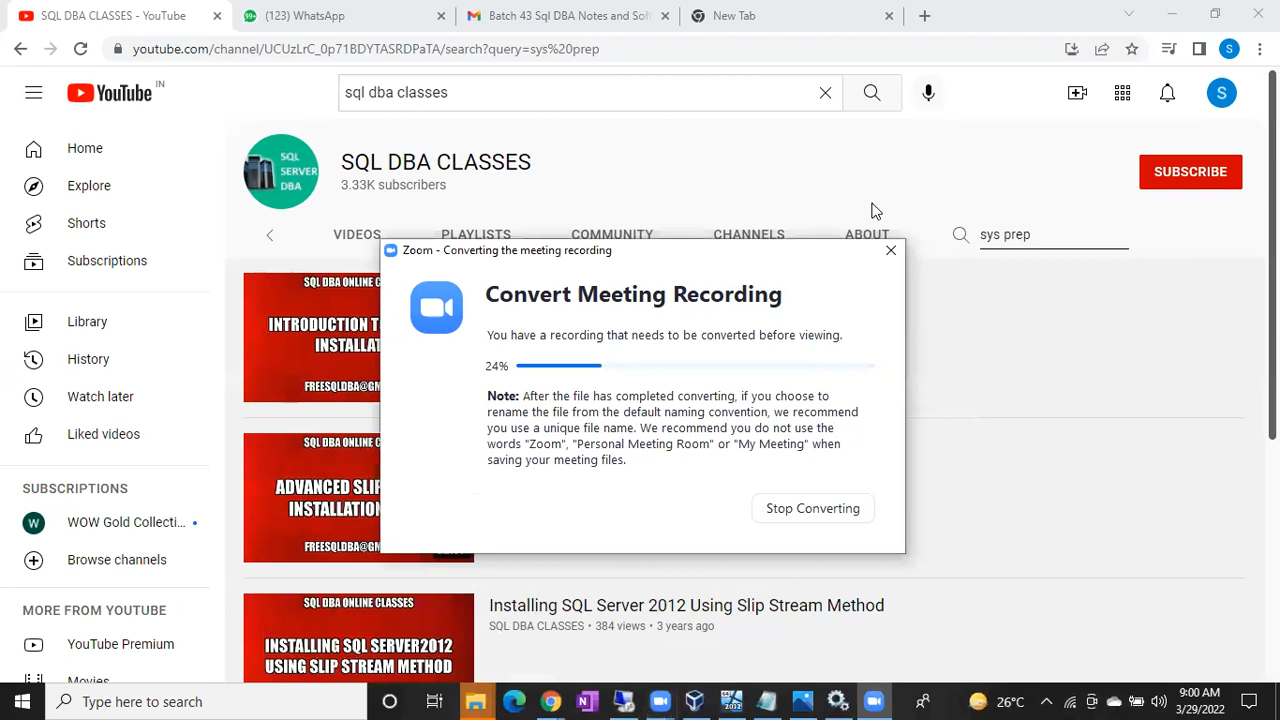 SQL DBA CLASSES - YouTube
99+
(123) WhatsApp
Batch 43 Sql DBA Notes and Soft
New Tab
youtube.com/channel/UCUzLrC_0p71BDYTASRDPaTA/search?query=sys%20prep
S
YouTube IN
sql dba classes
S
Home
Explore
Shorts
Subscriptions
Library
History
Watch later
Liked videos
SUBSCRIPTIONS
W
WOW Gold Collecti...
Browse channels
MORE FROM YOUTUBE
YouTube Premium
Movies
SQL
SERVER
DBA
SQL DBA CLASSES
3.33K subscribers
SUBSCRIBE
VIDEOS
PLAYLISTS
COMMUNITY
CHANNELS
ABOUT
sys prep
SQL DBA ONLINE C
INTRODUCTION T
INSTALLA
FREESQLDBA@G
SQL DBA ONLINE C
ADVANCED SLIP
INSTALLATION
FREESQLDBA@G
SQL DBA ONLINE CLASSES
INSTALLING SQL SERVER2012
USING SLIP STREAM METHOD
Installing SQL Server 2012 Using Slip Stream Method
SQL DBA CLASSES • 384 views • 3 years ago
Zoom - Converting the meeting recording
Convert Meeting Recording
You have a recording that needs to be converted before viewing.
24%
Note: After the file has completed converting, if you choose to
rename the file from the default naming convention, we recommend
you use a unique file name. We recommend you do not use the
words "Zoom", "Personal Meeting Room" or "My Meeting" when
saving your meeting files.
Stop Converting
Type here to search
2012
26°C
9:00 AM
3/29/2022